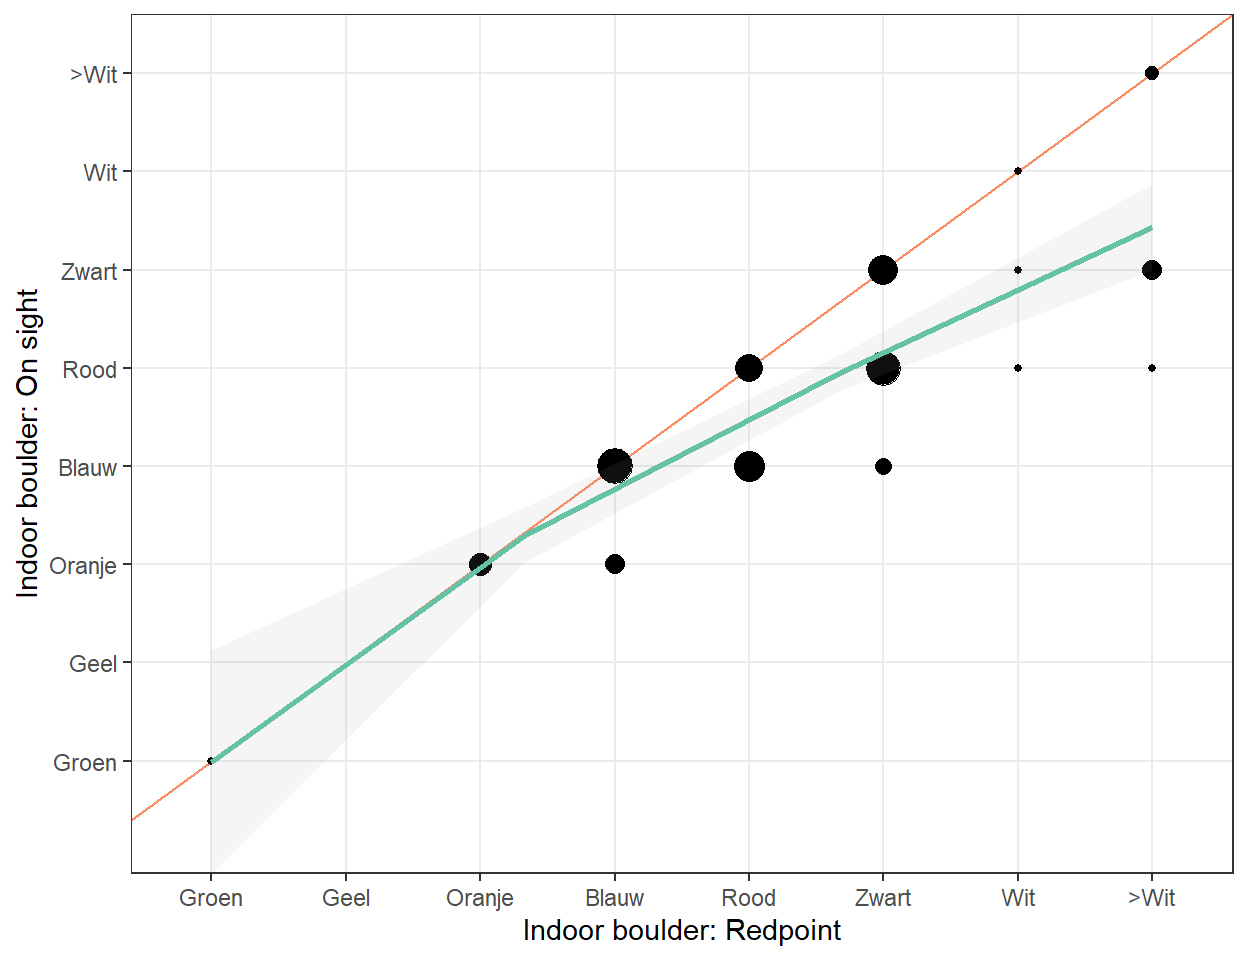 >Wit
Wit
Zwart
Rood
Blauw
Oranje
Geel
Groen
Indoor boulder: On sight
Groen Geel Oranje Blauw Rood Zwart Wit >Wit
Indoor boulder: Redpoint